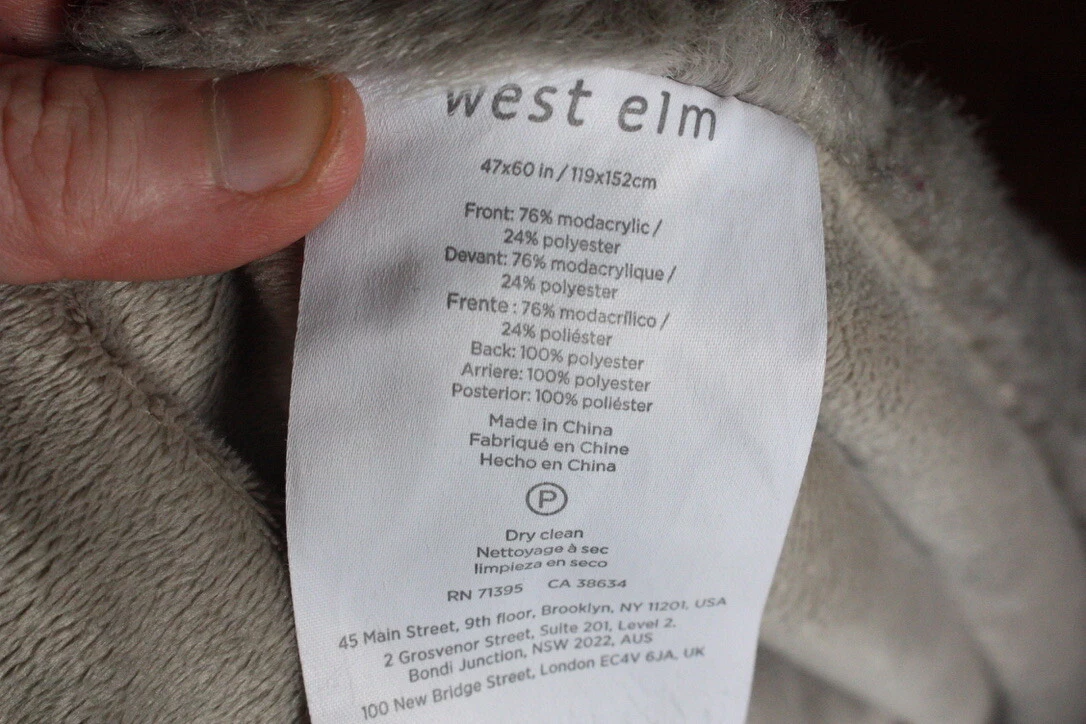 west elm
47x60 in / 119x152cm
Front: 76% modacrylic /
24% polyester
Devant: 76% modacrylique /
24% polyester
Frente : 76% modacrílico /
24% poliéster
Back: 100% polyester
Arriere: 100% polyester
Posterior: 100% poliéster
Made in China
Fabriqué en Chine
Hecho en China
P
Dry clean
Nettoyage à sec
limpieza en seco
RN 71395 CA 38634
45 Main Street, 9th floor, Brooklyn, NY 11201, USA
2 Grosvenor Street, Suite 201, Level 2.
Bondi Junction, NSW 2022, AUS
100 New Bridge Street, London EC4V 6JA, UK